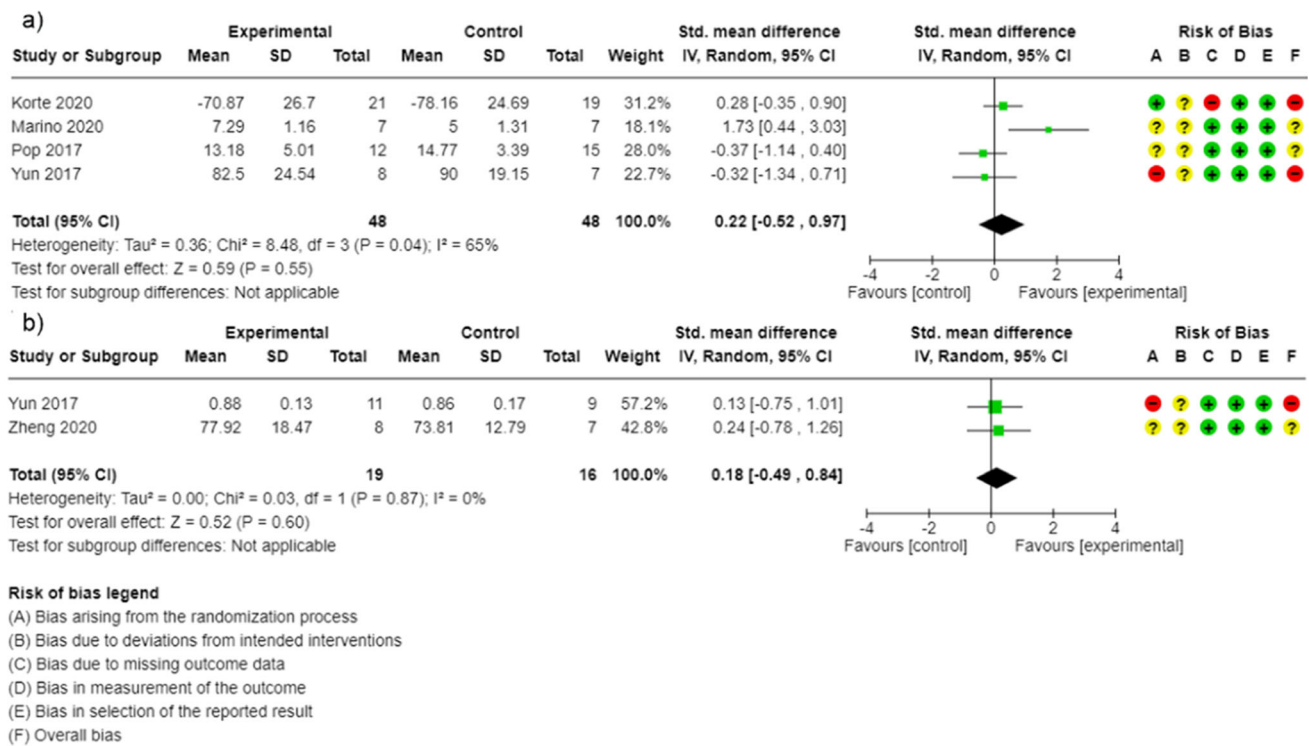 a)
Experimental Control Std. mean difference Std. mean difference Risk of Bias
Study or Subgroup Mean SD Total Mean SD Total Weight IV, Random, 95% CI IV, Random, 95% CI A B C D E F
Korte 2020 -70.87 26.7 21 -78.16 24.69 19 31.2% 0.28 [-0.35 , 0.90] + ? − + + −
Marino 2020 7.29 1.16 7 5 1.31 7 18.1% 1.73 [0.44 , 3.03] ? ? + + + ?
Pop 2017 13.18 5.01 12 14.77 3.39 15 28.0% -0.37 [-1.14 , 0.40] ? ? + + + ?
Yun 2017 82.5 24.54 8 90 19.15 7 22.7% -0.32 [-1.34 , 0.71] − ? + + + −
Total (95% CI) 48 48 100.0% 0.22 [-0.52 , 0.97]
Heterogeneity: Tau² = 0.36; Chi² = 8.48, df = 3 (P = 0.04); I² = 65%
Test for overall effect: Z = 0.59 (P = 0.55)
-4 -2 0 2 4
Test for subgroup differences: Not applicable Favours [control] Favours [experimental]
b)
Experimental Control Std. mean difference Std. mean difference Risk of Bias
Study or Subgroup Mean SD Total Mean SD Total Weight IV, Random, 95% CI IV, Random, 95% CI A B C D E F
Yun 2017 0.88 0.13 11 0.86 0.17 9 57.2% 0.13 [-0.75 , 1.01] − ? + + + −
Zheng 2020 77.92 18.47 8 73.81 12.79 7 42.8% 0.24 [-0.78 , 1.26] ? ? + + + ?
Total (95% CI) 19 16 100.0% 0.18 [-0.49 , 0.84]
Heterogeneity: Tau² = 0.00; Chi² = 0.03, df = 1 (P = 0.87); I² = 0%
Test for overall effect: Z = 0.52 (P = 0.60)
-4 -2 0 2 4
Test for subgroup differences: Not applicable Favours [control] Favours [experimental]
Risk of bias legend
(A) Bias arising from the randomization process
(B) Bias due to deviations from intended interventions
(C) Bias due to missing outcome data
(D) Bias in measurement of the outcome
(E) Bias in selection of the reported result
(F) Overall bias